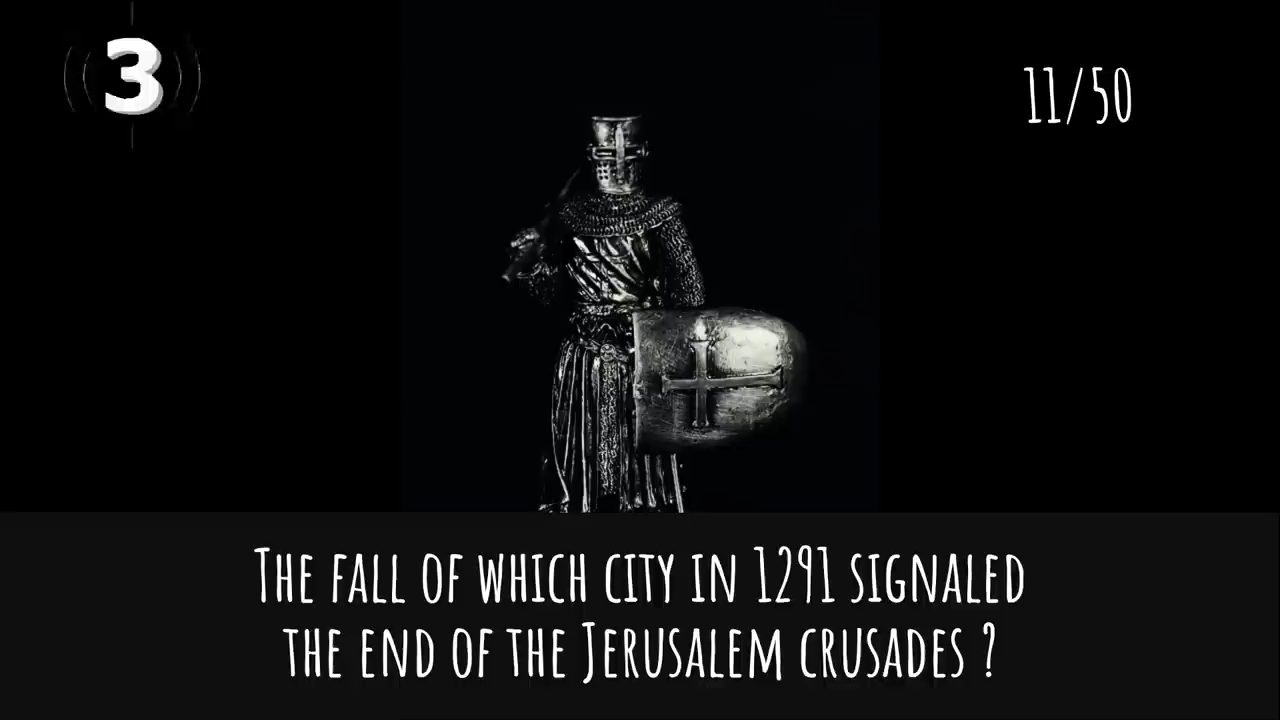 3
11/50
The fall of which city in 1291 signaled
the end of the Jerusalem crusades ?